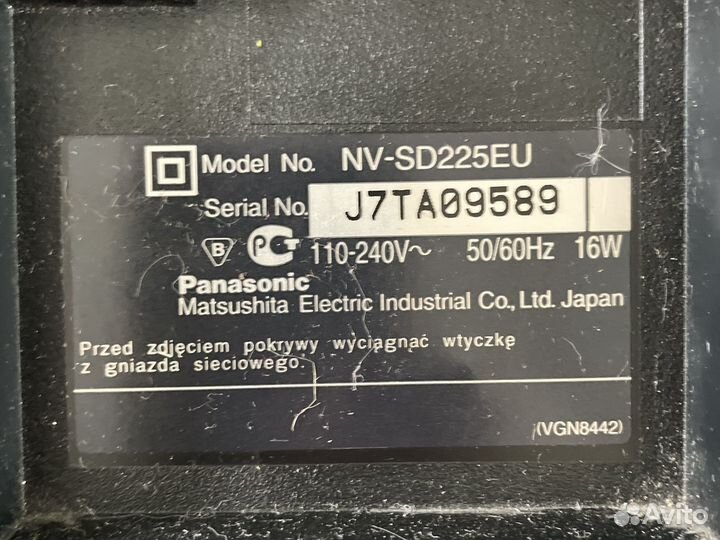 Model No. NV-SD225EU
Serial No. J7TA09589
B PCT 110-240V~ 50/60Hz 16W
Panasonic
Matsushita Electric Industrial Co., Ltd. Japan
Przed zdjęciem pokrywy wyciągnąć wtyczkę
z gniazda sieciowego.
(VGN8442)
Avito